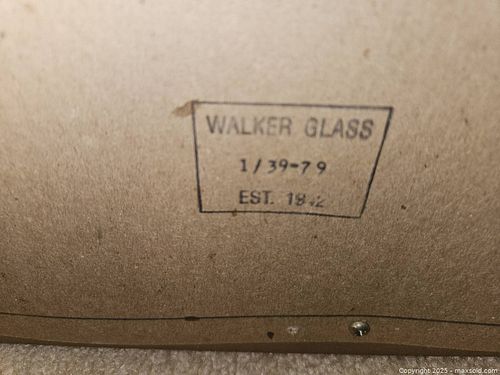 WALKER GLASS
1/39-79
EST.
Copyright 2025 - maxsold.com